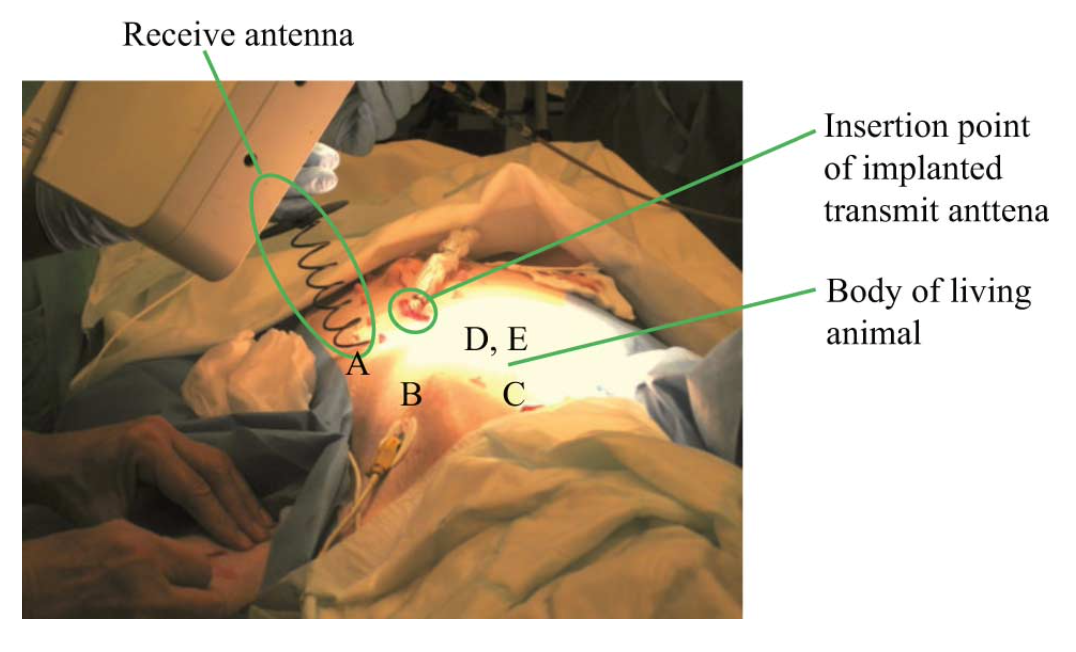 Receive antenna
Insertion point
of implanted
transmit anttena
Body of living
animal
D, E
A
B
C